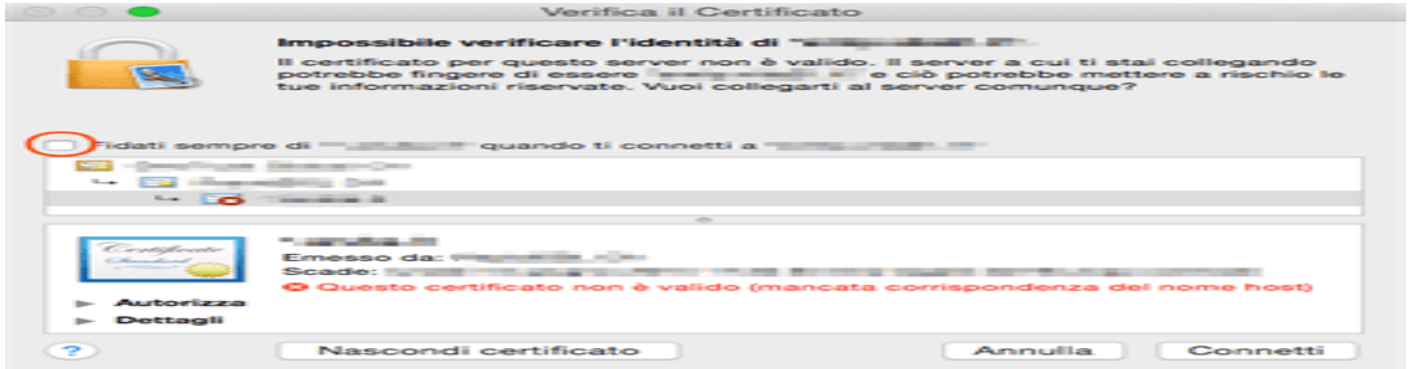 Verifica il Certificato
Impossibile verificare l'identità di "
Il certificato per questo server non è valido. Il server a cui ti stai collegando
potrebbe fingere di essere " " e ciò potrebbe mettere a rischio le
tue informazioni riservate. Vuoi collegarti al server comunque?
Fidati sempre di " " quando ti connetti a "
Certificate
Standard
Emesso da:
Scade:
Questo certificato non è valido (mancata corrispondenza del nome host)
Autorizza
Dettagli
?
Nascondi certificato
Annulla
Connetti